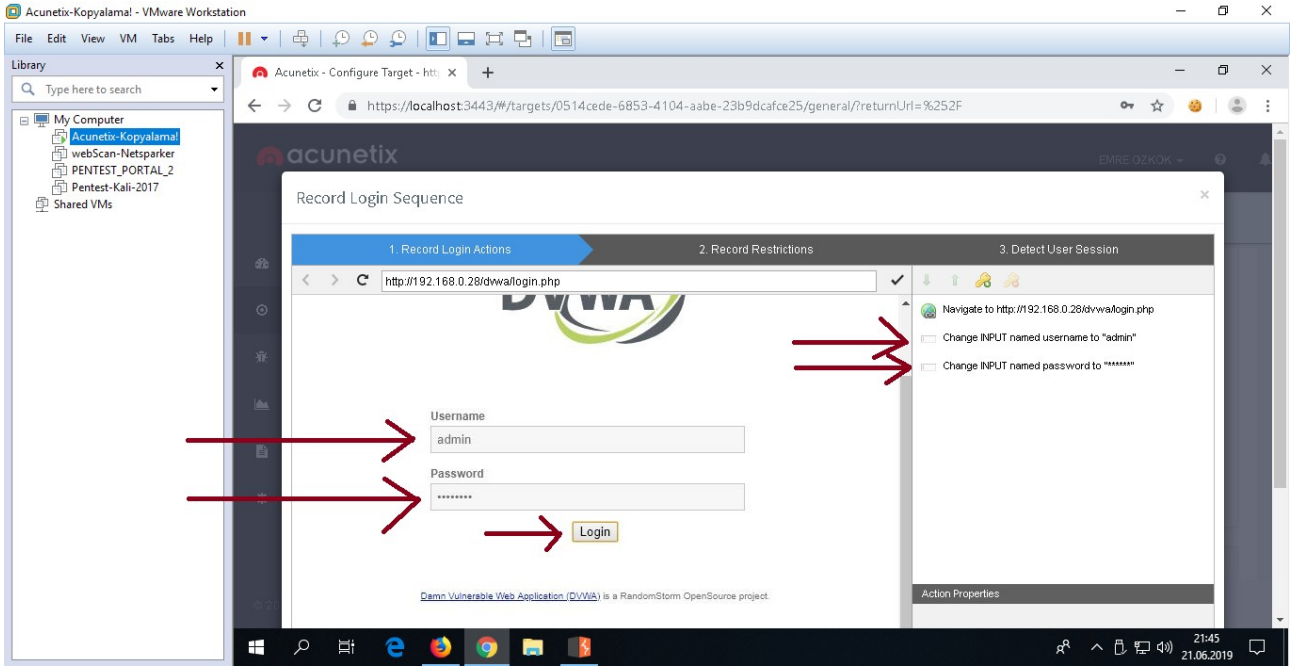 Acunetix-Kopyalama! - VMware Workstation
File Edit View VM Tabs Help
Library
Type here to search
My Computer
Acunetix-Kopyalama!
webScan-Netsparker
PENTEST_PORTAL_2
Pentest-Kali-2017
Shared VMs
Acunetix - Configure Target - htt
https://localhost:3443/#/targets/0514cede-6853-4104-aabe-23b9dcafce25/general/?returnUrl=%252F
acunetix
EMRE OZKOK
Record Login Sequence
1. Record Login Actions
2. Record Restrictions
3. Detect User Session
http://192.168.0.28/dvwa/login.php
DVWA
Navigate to http://192.168.0.28/dvwa/login.php
Change INPUT named username to "admin"
Change INPUT named password to "******"
Username
admin
Password
••••••••
Login
Damn Vulnerable Web Application (DVWA) is a RandomStorm OpenSource project.
Action Properties
© 20
21:45
21.06.2019